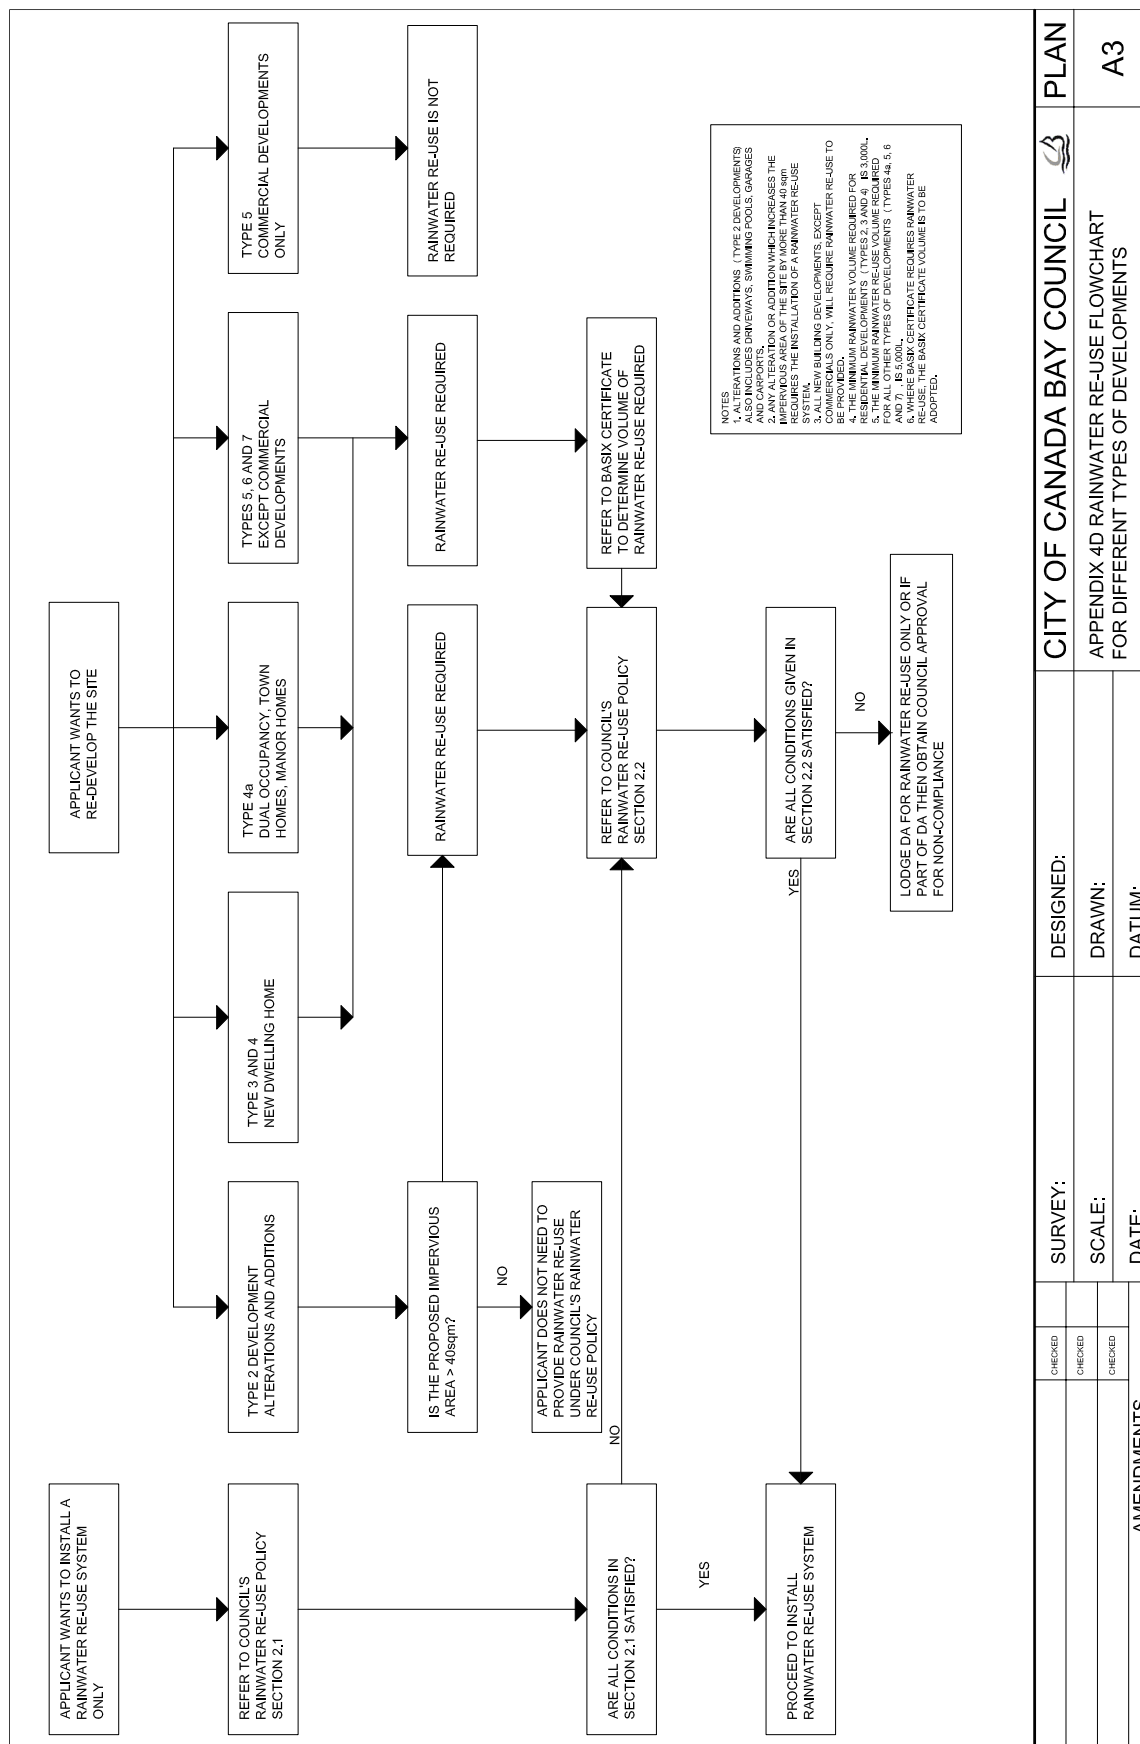 APPLICANT WANTS TO INSTALL A
RAINWATER RE-USE SYSTEM
ONLY
REFER TO COUNCIL'S
RAINWATER RE-USE POLICY
SECTION 2.1
ARE ALL CONDITIONS IN
SECTION 2.1 SATISFIED?
NO
YES
PROCEED TO INSTALL
RAINWATER RE-USE SYSTEM
APPLICANT WANTS TO
RE-DEVELOP THE SITE
TYPE 2 DEVELOPMENT
ALTERATIONS AND ADDITIONS
TYPE 3 AND 4
NEW DWELLING HOME
TYPE 4a
DUAL OCCUPANCY, TOWN
HOMES, MANOR HOMES
TYPES 5, 6 AND 7
EXCEPT COMMERCIAL
DEVELOPMENTS
TYPE 5
COMMERCIAL DEVELOPMENTS
ONLY
IS THE PROPOSED IMPERVIOUS
AREA > 40sqm?
NO
APPLICANT DOES NOT NEED TO
PROVIDE RAINWATER RE-USE
UNDER COUNCIL'S RAINWATER
RE-USE POLICY
RAINWATER RE-USE REQUIRED
RAINWATER RE-USE REQUIRED
RAINWATER RE-USE IS NOT
REQUIRED
REFER TO COUNCIL'S
RAINWATER RE-USE POLICY
SECTION 2.2
REFER TO BASIX CERTIFICATE
TO DETERMINE VOLUME OF
RAINWATER RE-USE REQUIRED
ARE ALL CONDITIONS GIVEN IN
SECTION 2.2 SATISFIED?
YES
NO
LODGE DA FOR RAINWATER RE-USE ONLY OR IF
PART OF DA THEN OBTAIN COUNCIL APPROVAL
FOR NON-COMPLIANCE
NOTES
1. ALTERATIONS AND ADDITIONS ( TYPE 2 DEVELOPMENTS)
ALSO INCLUDES DRIVEWAYS, SWIMMING POOLS, GARAGES
AND CARPORTS.
2. ANY ALTERATION OR ADDITION WHICH INCREASES THE
IMPERVIOUS AREA OF THE SITE BY MORE THAN 40 sqm
REQUIRES THE INSTALLATION OF A RAINWATER RE-USE
SYSTEM.
3. ALL NEW BUILDING DEVELOPMENTS, EXCEPT
COMMERCIALS ONLY, WILL REQUIRE RAINWATER RE-USE TO
BE PROVIDED.
4. THE MINIMUM RAINWATER VOLUME REQUIRED FOR
RESIDENTIAL DEVELOPMENTS ( TYPES 2, 3 AND 4) IS 3,000L.
5. THE MINIMUM RAINWATER RE-USE VOLUME REQUIRED
FOR ALL OTHER TYPES OF DEVELOPMENTS ( TYPES 4a, 5, 6
AND 7) , IS 5,000L.
6. WHERE BASIX CERTIFICATE REQUIRES RAINWATER
RE-USE, THE BASIX CERTIFICATE VOLUME IS TO BE
ADOPTED.
CHECKED
CHECKED
CHECKED
AMENDMENTS
SURVEY:
SCALE:
DATE:
DESIGNED:
DRAWN:
DATUM:
CITY OF CANADA BAY COUNCIL
APPENDIX 4D RAINWATER RE-USE FLOWCHART
FOR DIFFERENT TYPES OF DEVELOPMENTS
PLAN
A3